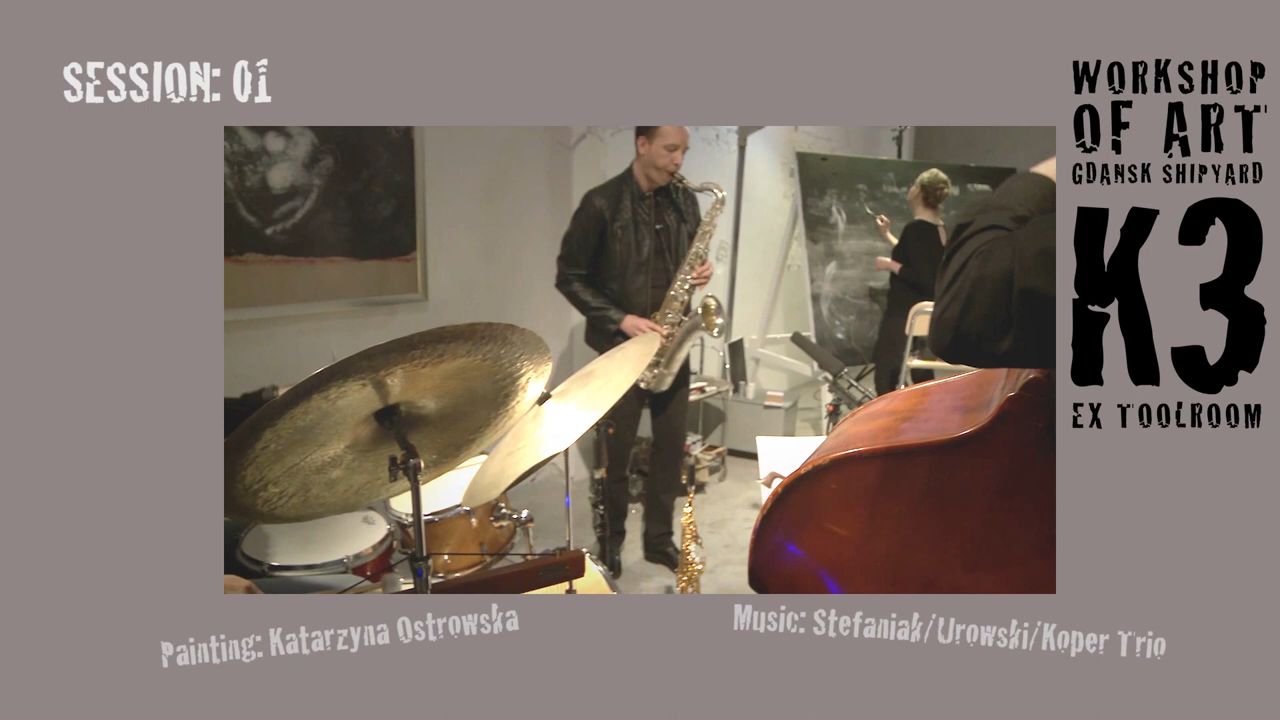 SESSION: 01
WORKSHOP
OF ART
GDANSK SHIPYARD
K3
EX TOOLROOM
Painting: Katarzyna Ostrowska
Music: Stefaniak/Urowski/Koper Trio